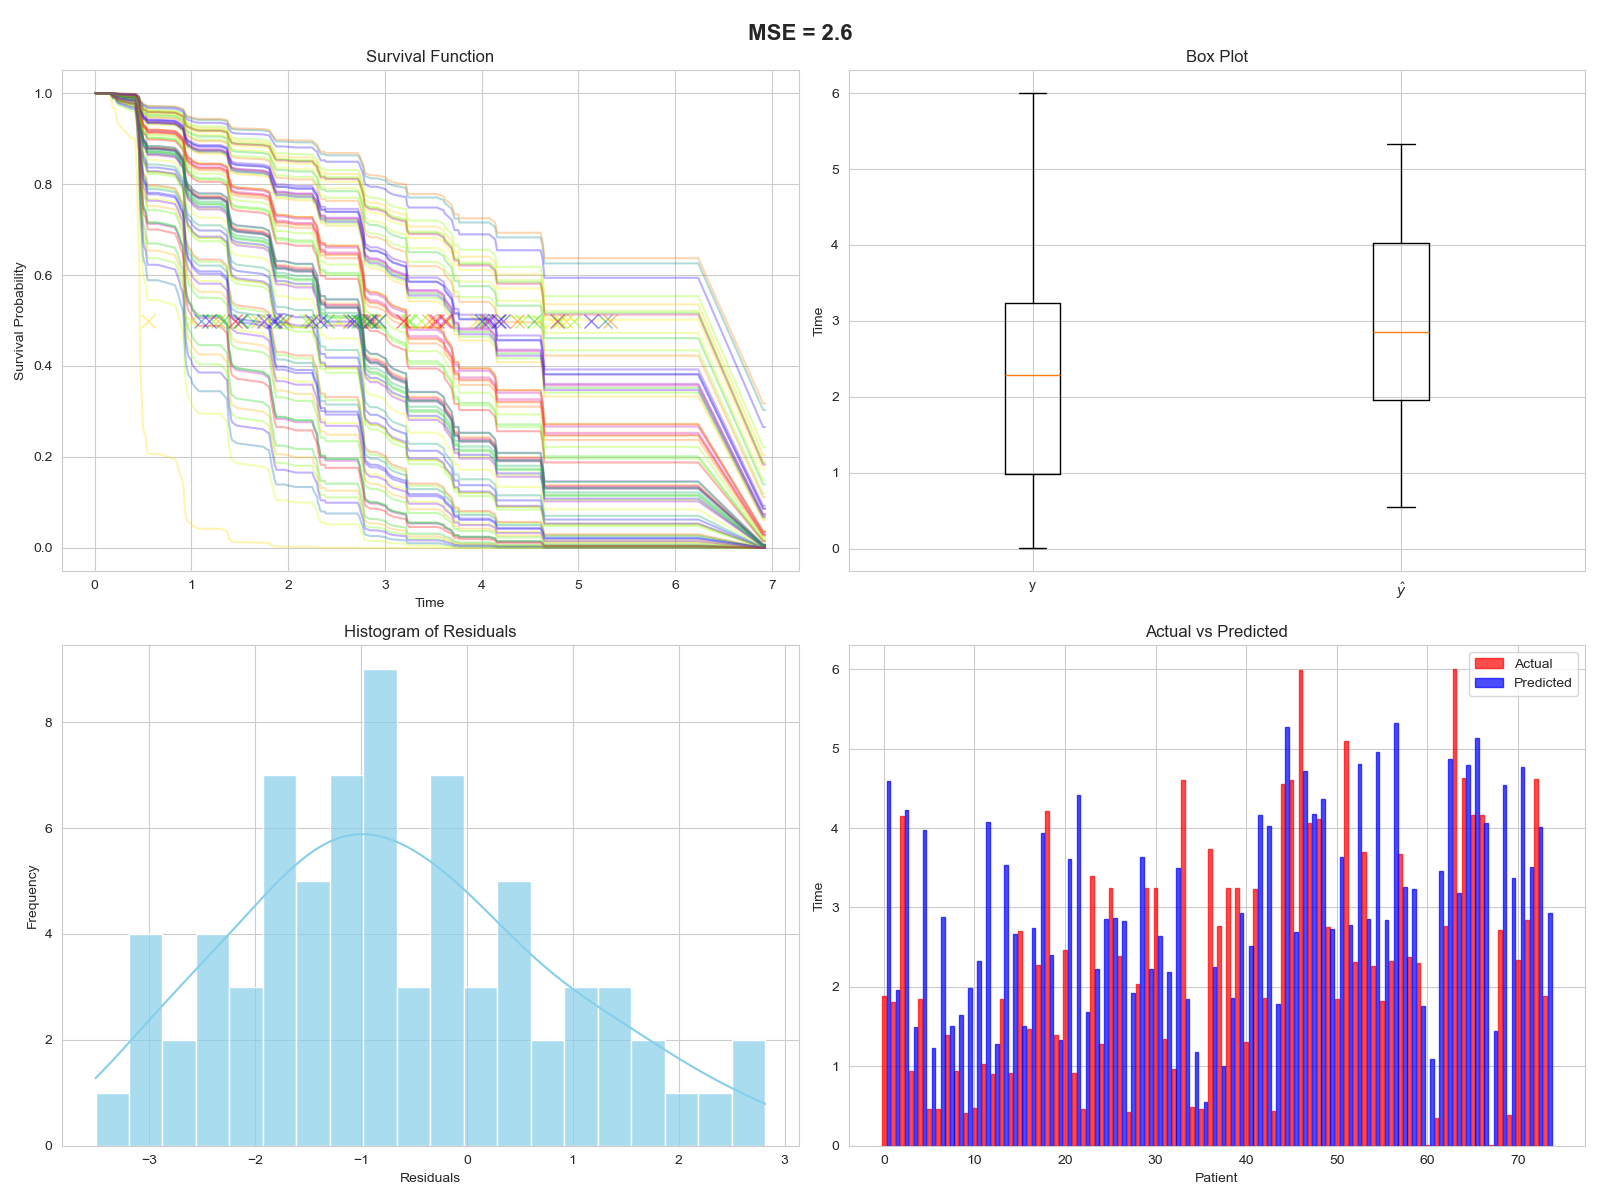 MSE = 2.6
Survival Function
Survival Probability
1.0
0.8
0.6
0.4
0.2
0.0
0 1 2 3 4 5 6 7
Time
Box Plot
Time
6
5
4
3
2
1
0
y ŷ
Histogram of Residuals
Frequency
8
6
4
2
0
−3 −2 −1 0 1 2 3
Residuals
Actual vs Predicted
Actual
Predicted
Time
6
5
4
3
2
1
0
0 10 20 30 40 50 60 70
Patient